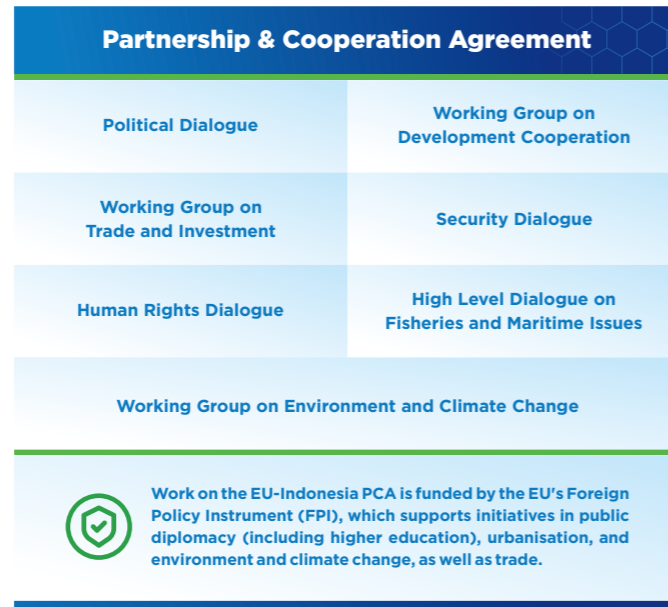 Partnership & Cooperation Agreement
Political Dialogue
Working Group on
Development Cooperation
Working Group on
Trade and Investment
Security Dialogue
Human Rights Dialogue
High Level Dialogue on
Fisheries and Maritime Issues
Working Group on Environment and Climate Change
Work on the EU-Indonesia PCA is funded by the EU's Foreign
Policy Instrument (FPI), which supports initiatives in public
diplomacy (including higher education), urbanisation, and
environment and climate change, as well as trade.